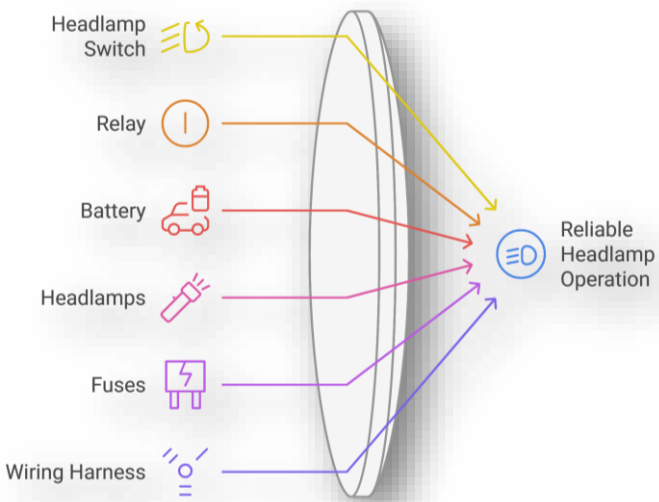 Headlamp
Switch
Relay
Battery
Headlamps
Fuses
Wiring Harness
Reliable
Headlamp
Operation